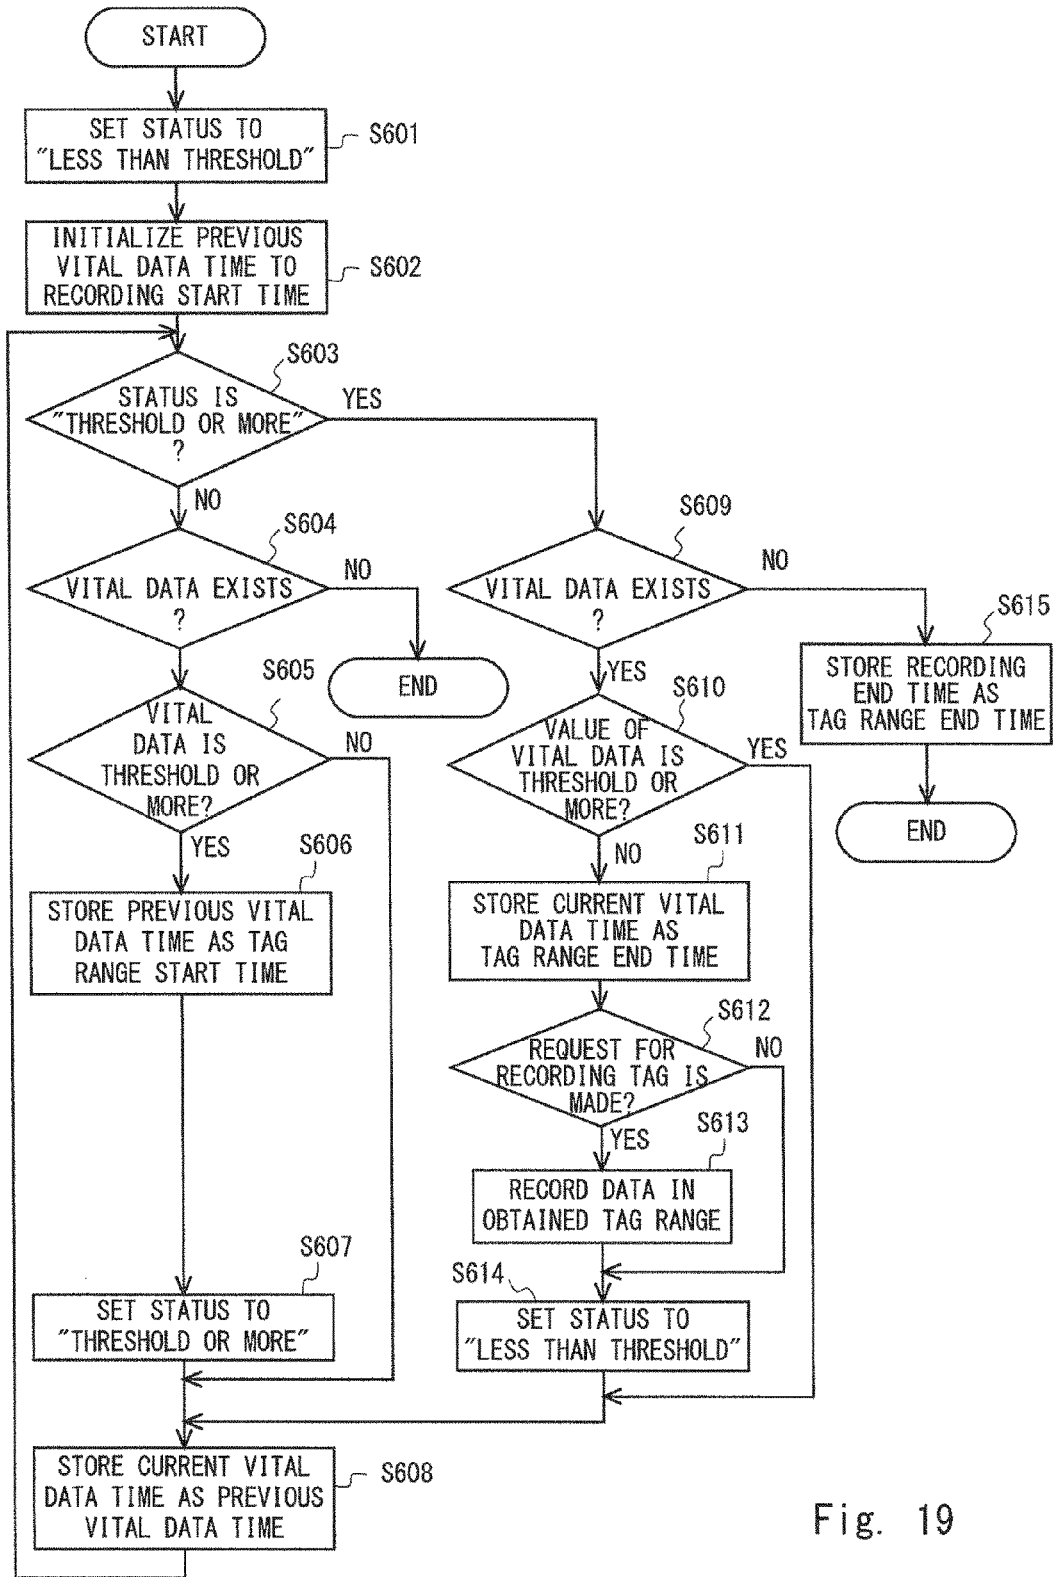 START
SET STATUS TO
"LESS THAN THRESHOLD"
S601
INITIALIZE PREVIOUS
VITAL DATA TIME TO
RECORDING START TIME
S602
S603
STATUS IS
"THRESHOLD OR MORE"
?
YES
NO
S604
VITAL DATA EXISTS
?
NO
END
S605
VITAL
DATA IS
THRESHOLD OR
MORE?
NO
YES
S606
STORE PREVIOUS VITAL
DATA TIME AS TAG
RANGE START TIME
S607
SET STATUS TO
"THRESHOLD OR MORE"
STORE CURRENT VITAL
DATA TIME AS PREVIOUS
VITAL DATA TIME
S608
S609
VITAL DATA EXISTS
?
NO
YES
S610
VALUE OF
VITAL DATA IS
THRESHOLD OR
MORE?
YES
NO
S611
STORE CURRENT VITAL
DATA TIME AS
TAG RANGE END TIME
S612
REQUEST FOR
RECORDING TAG IS
MADE?
NO
YES
S613
RECORD DATA IN
OBTAINED TAG RANGE
S614
SET STATUS TO
"LESS THAN THRESHOLD"
S615
STORE RECORDING
END TIME AS
TAG RANGE END TIME
END
Fig. 19